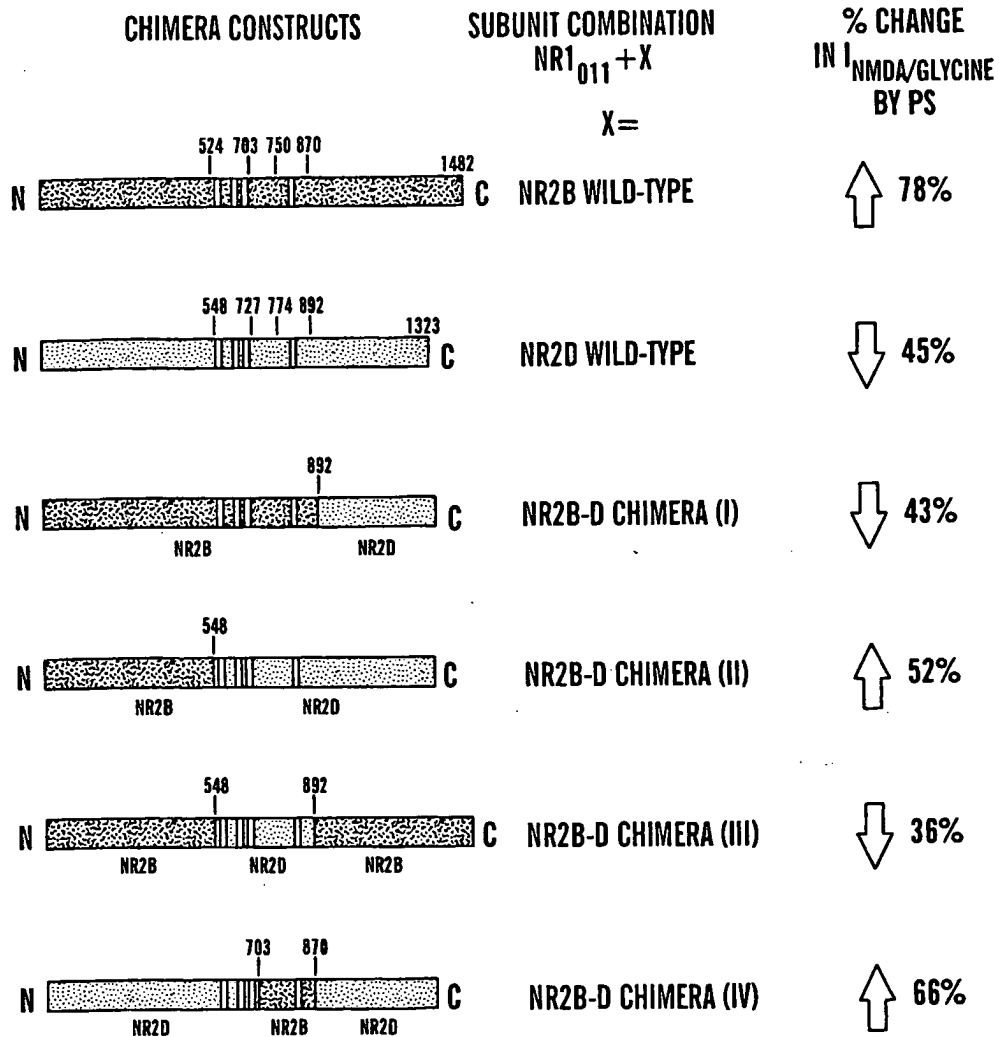 CHIMERA CONSTRUCTS
SUBUNIT COMBINATION
NR1011+X
X=
% CHANGE
IN INMDA/GLYCINE
BY PS
524 703 750 870 1482
N C NR2B WILD-TYPE 78%
548 727 774 892 1323
N C NR2D WILD-TYPE 45%
892
N C NR2B-D CHIMERA (I) 43%
NR2B NR2D
548
N C NR2B-D CHIMERA (II) 52%
NR2B NR2D
548 892
N C NR2B-D CHIMERA (III) 36%
NR2B NR2D NR2B
703 870
N C NR2B-D CHIMERA (IV) 66%
NR2D NR2B NR2D